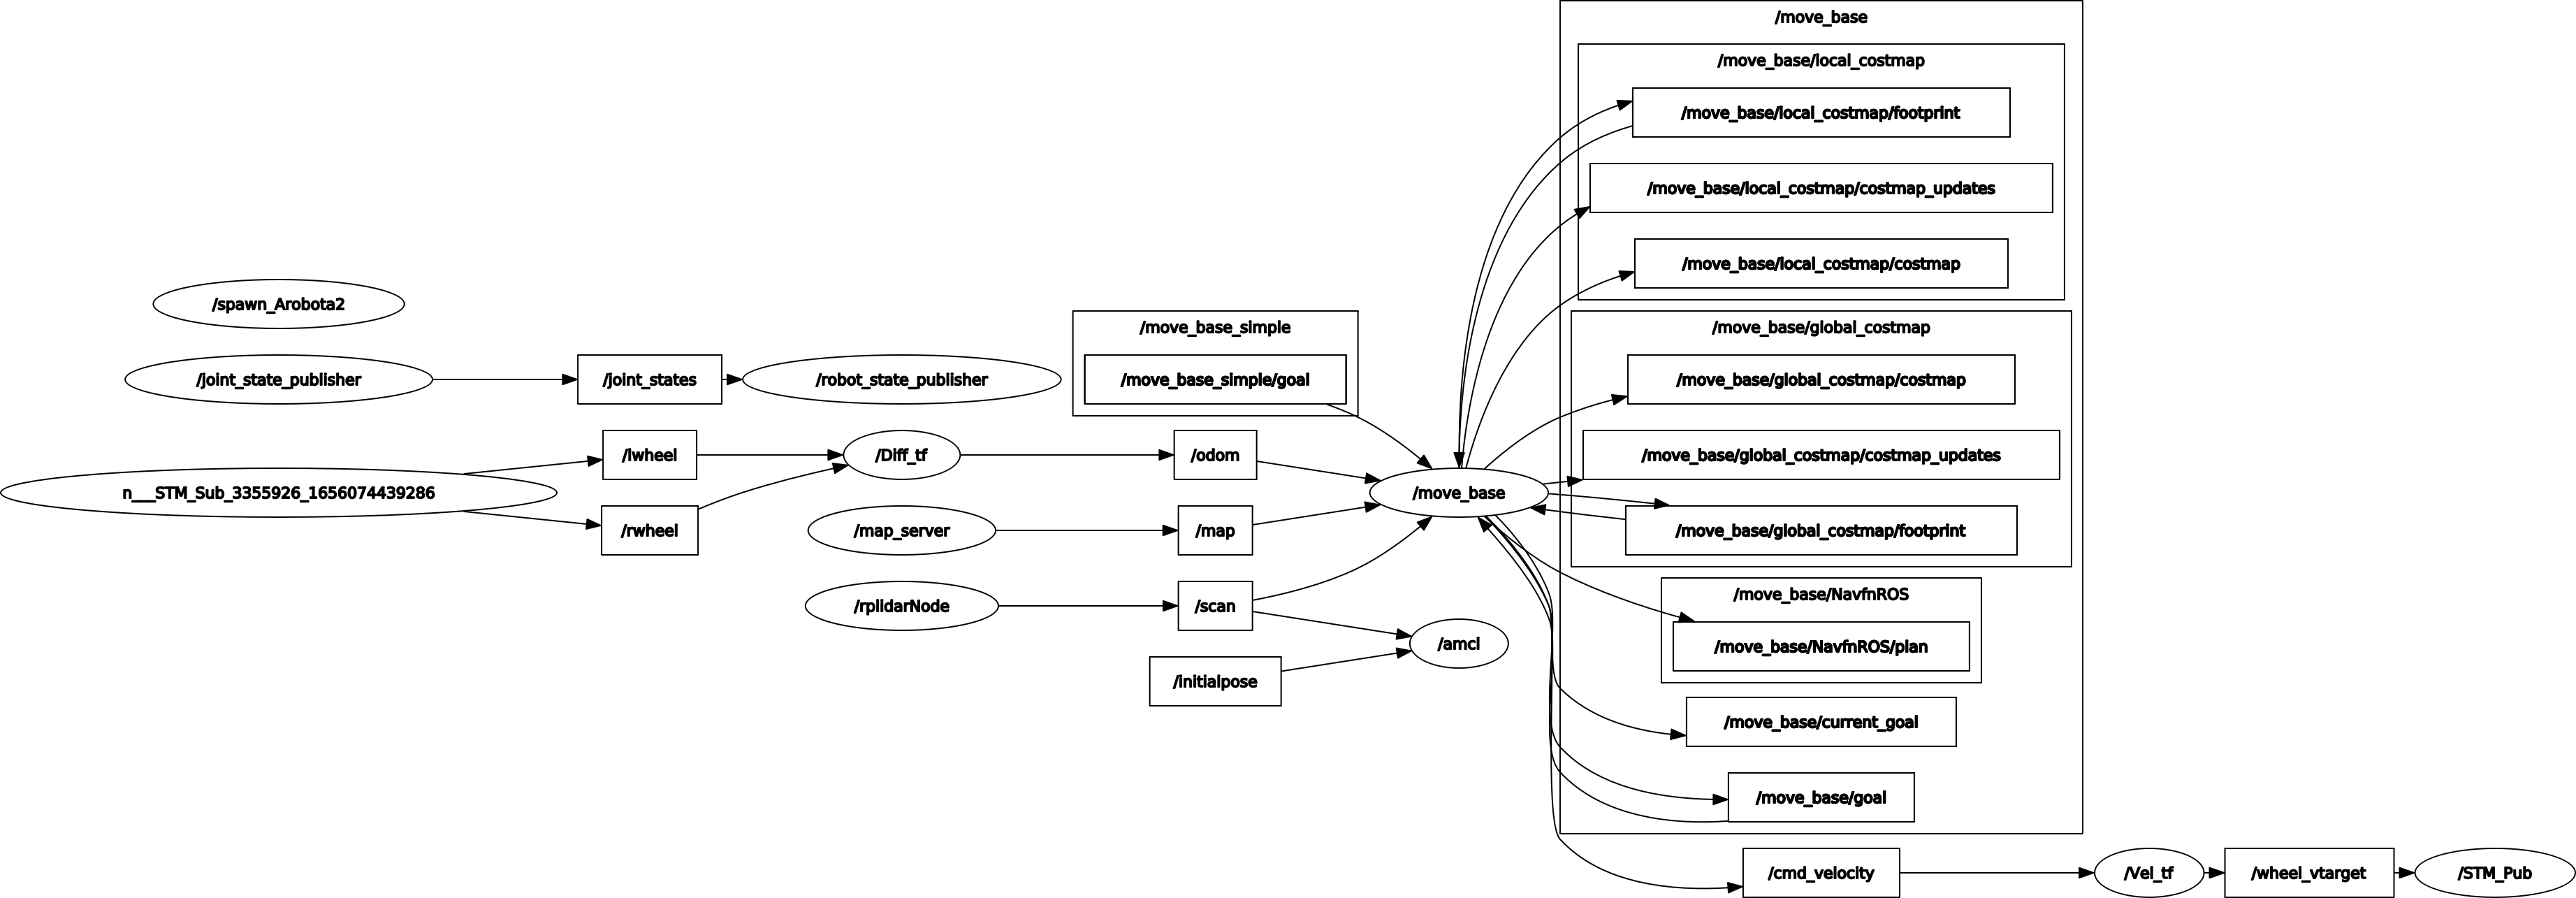 /move_base
/move_base/local_costmap
/move_base/local_costmap/footprint
/move_base/local_costmap/costmap_updates
/move_base/local_costmap/costmap
/spawn_Arobota2
/joint_state_publisher
/joint_states
/robot_state_publisher
/move_base_simple
/move_base_simple/goal
/move_base/global_costmap
/move_base/global_costmap/costmap
/lwheel
/Diff_tf
/odom
/move_base/global_costmap/costmap_updates
n___STM_Sub_3355926_1656074439286
/move_base
/rwheel
/map_server
/map
/move_base/global_costmap/footprint
/rplidarNode
/scan
/move_base/NavfnROS
/amcl
/move_base/NavfnROS/plan
/initialpose
/move_base/current_goal
/move_base/goal
/cmd_velocity
/Vel_tf
/wheel_vtarget
/STM_Pub